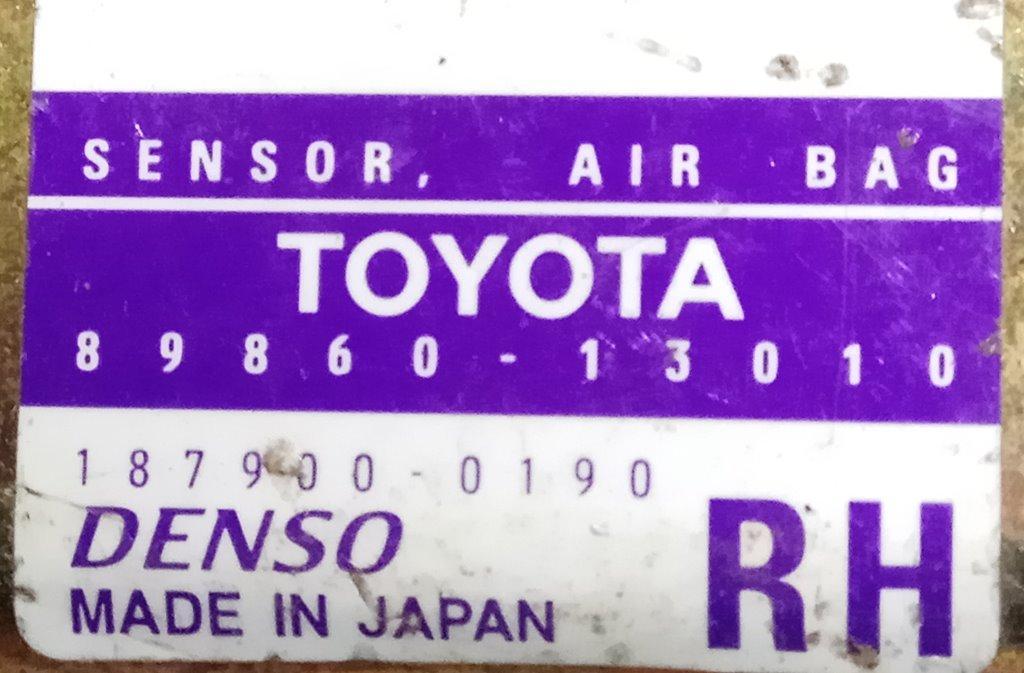 SENSOR, AIR BAG
TOYOTA
89860-13010
187900-0190
DENSO
MADE IN JAPAN
RH